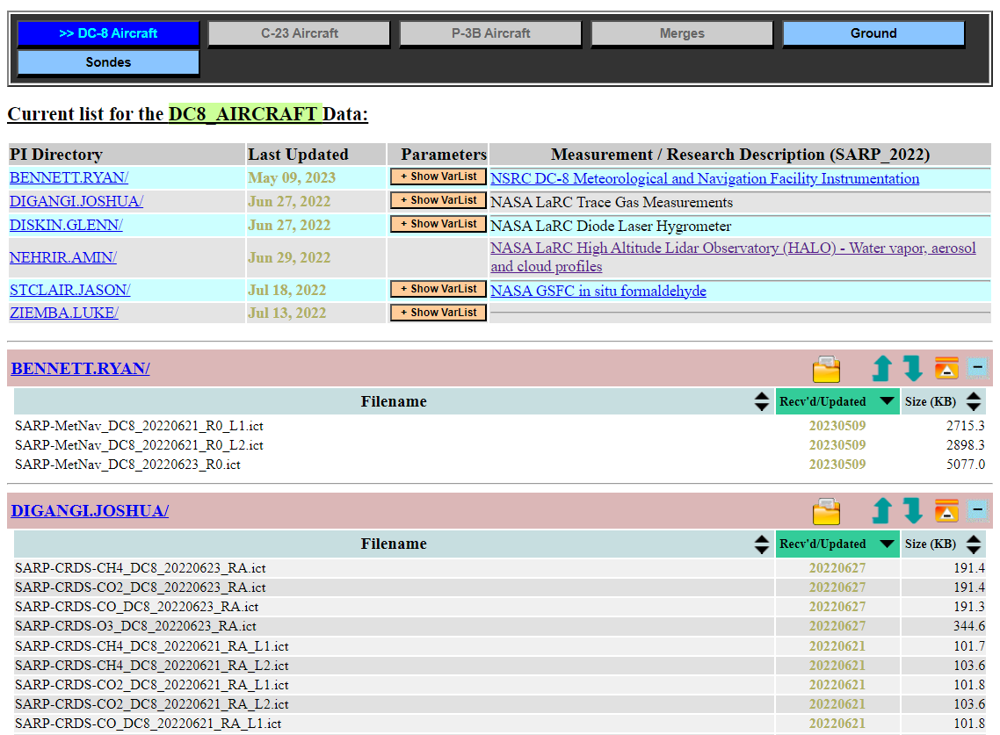 >> DC-8 Aircraft C-23 Aircraft P-3B Aircraft Merges Ground
Sondes
Current list for the DC8_AIRCRAFT Data:
PI Directory Last Updated Parameters Measurement / Research Description (SARP_2022)
BENNETT.RYAN/ May 09, 2023 + Show VarList NSRC DC-8 Meteorological and Navigation Facility Instrumentation
DIGANGI.JOSHUA/ Jun 27, 2022 + Show VarList NASA LaRC Trace Gas Measurements
DISKIN.GLENN/ Jun 27, 2022 + Show VarList NASA LaRC Diode Laser Hygrometer
NEHRIR.AMIN/ Jun 29, 2022 NASA LaRC High Altitude Lidar Observatory (HALO) - Water vapor, aerosol
and cloud profiles
STCLAIR.JASON/ Jul 18, 2022 + Show VarList NASA GSFC in situ formaldehyde
ZIEMBA.LUKE/ Jul 13, 2022 + Show VarList
BENNETT.RYAN/
Filename Recv'd/Updated Size (KB)
SARP-MetNav_DC8_20220621_R0_L1.ict 20230509 2715.3
SARP-MetNav_DC8_20220621_R0_L2.ict 20230509 2898.3
SARP-MetNav_DC8_20220623_R0.ict 20230509 5077.0
DIGANGI.JOSHUA/
Filename Recv'd/Updated Size (KB)
SARP-CRDS-CH4_DC8_20220623_RA.ict 20220627 191.4
SARP-CRDS-CO2_DC8_20220623_RA.ict 20220627 191.4
SARP-CRDS-CO_DC8_20220623_RA.ict 20220627 191.3
SARP-CRDS-O3_DC8_20220623_RA.ict 20220627 344.6
SARP-CRDS-CH4_DC8_20220621_RA_L1.ict 20220621 101.7
SARP-CRDS-CH4_DC8_20220621_RA_L2.ict 20220621 103.6
SARP-CRDS-CO2_DC8_20220621_RA_L1.ict 20220621 101.8
SARP-CRDS-CO2_DC8_20220621_RA_L2.ict 20220621 103.6
SARP-CRDS-CO_DC8_20220621_RA_L1.ict 20220621 101.8